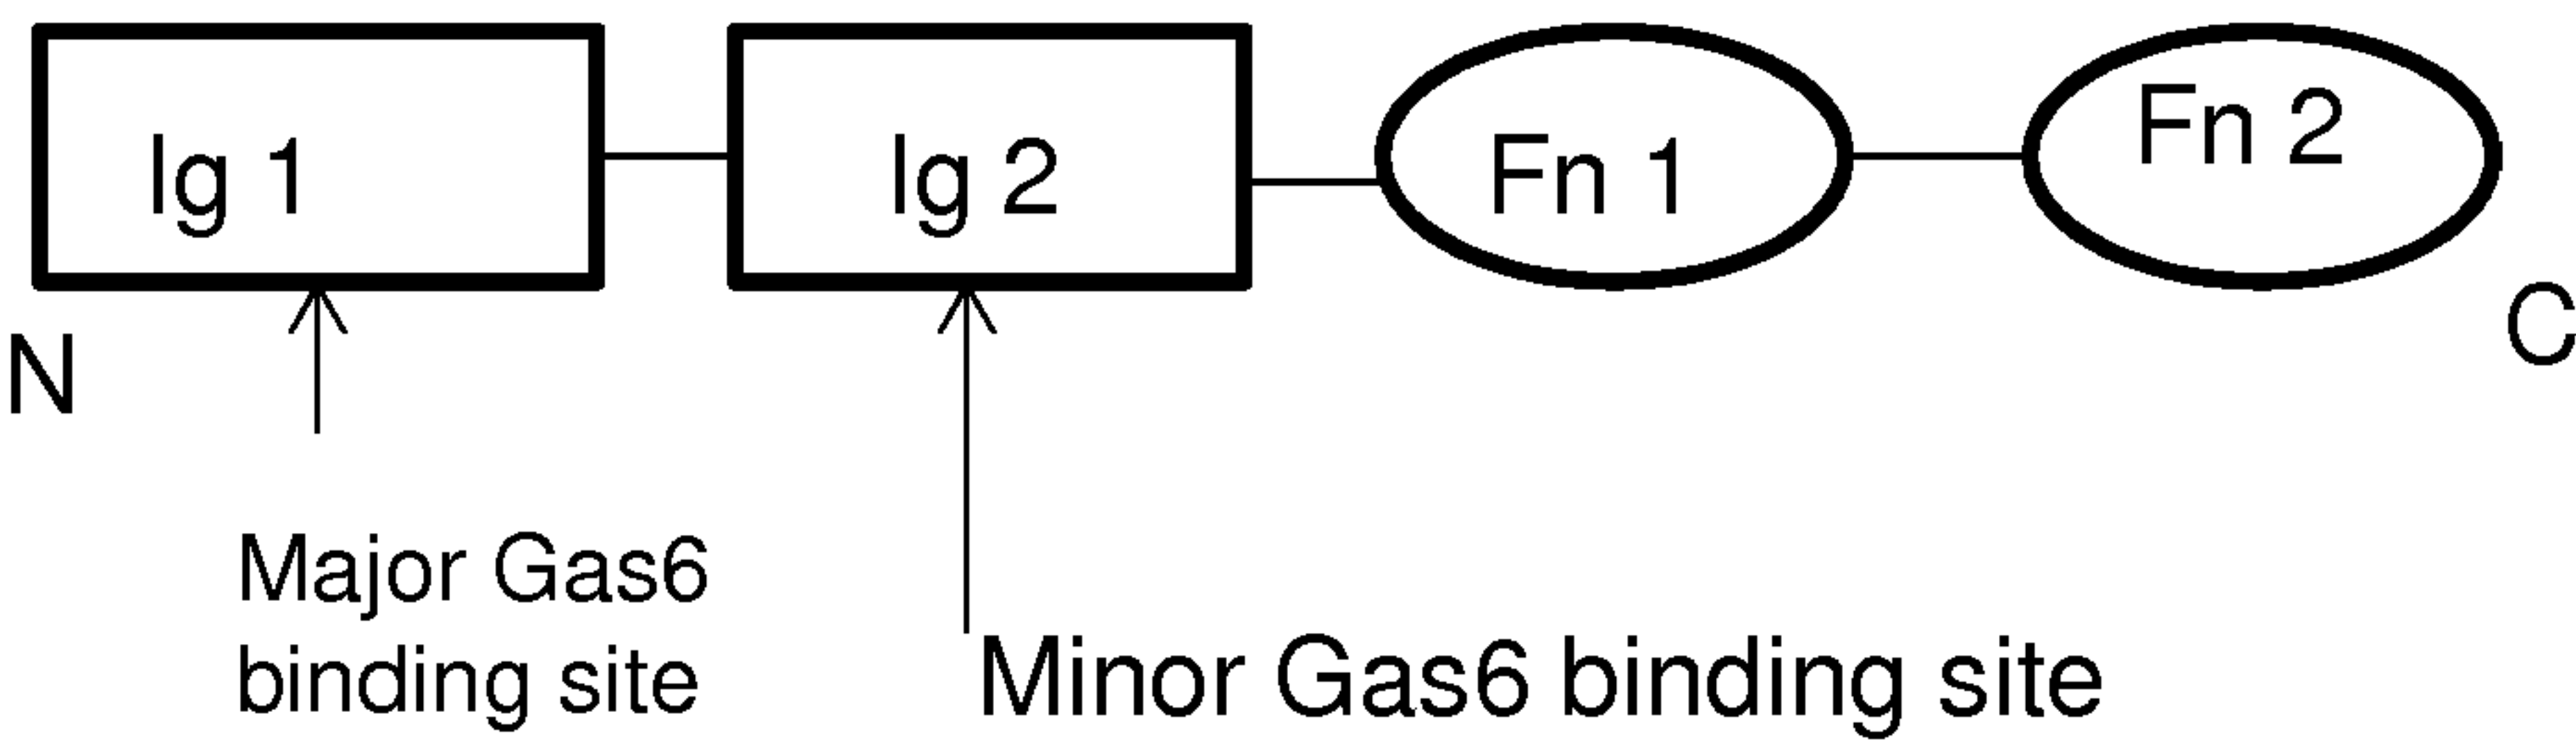 Ig 1
Ig 2
Fn 1
Fn 2
N
C
Major Gas6
binding site
Minor Gas6 binding site